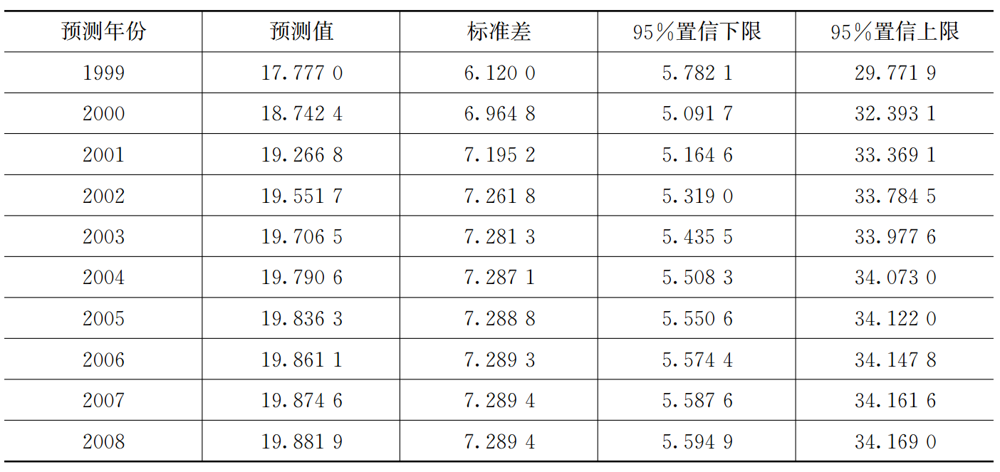 预测年份 预测值 标准差 95%置信下限 95%置信上限
1999 17.777 0 6.120 0 5.782 1 29.771 9
2000 18.742 4 6.964 8 5.091 7 32.393 1
2001 19.266 8 7.195 2 5.164 6 33.369 1
2002 19.551 7 7.261 8 5.319 0 33.784 5
2003 19.706 5 7.281 3 5.435 5 33.977 6
2004 19.790 6 7.287 1 5.508 3 34.073 0
2005 19.836 3 7.288 8 5.550 6 34.122 0
2006 19.861 1 7.289 3 5.574 4 34.147 8
2007 19.874 6 7.289 4 5.587 6 34.161 6
2008 19.881 9 7.289 4 5.594 9 34.169 0